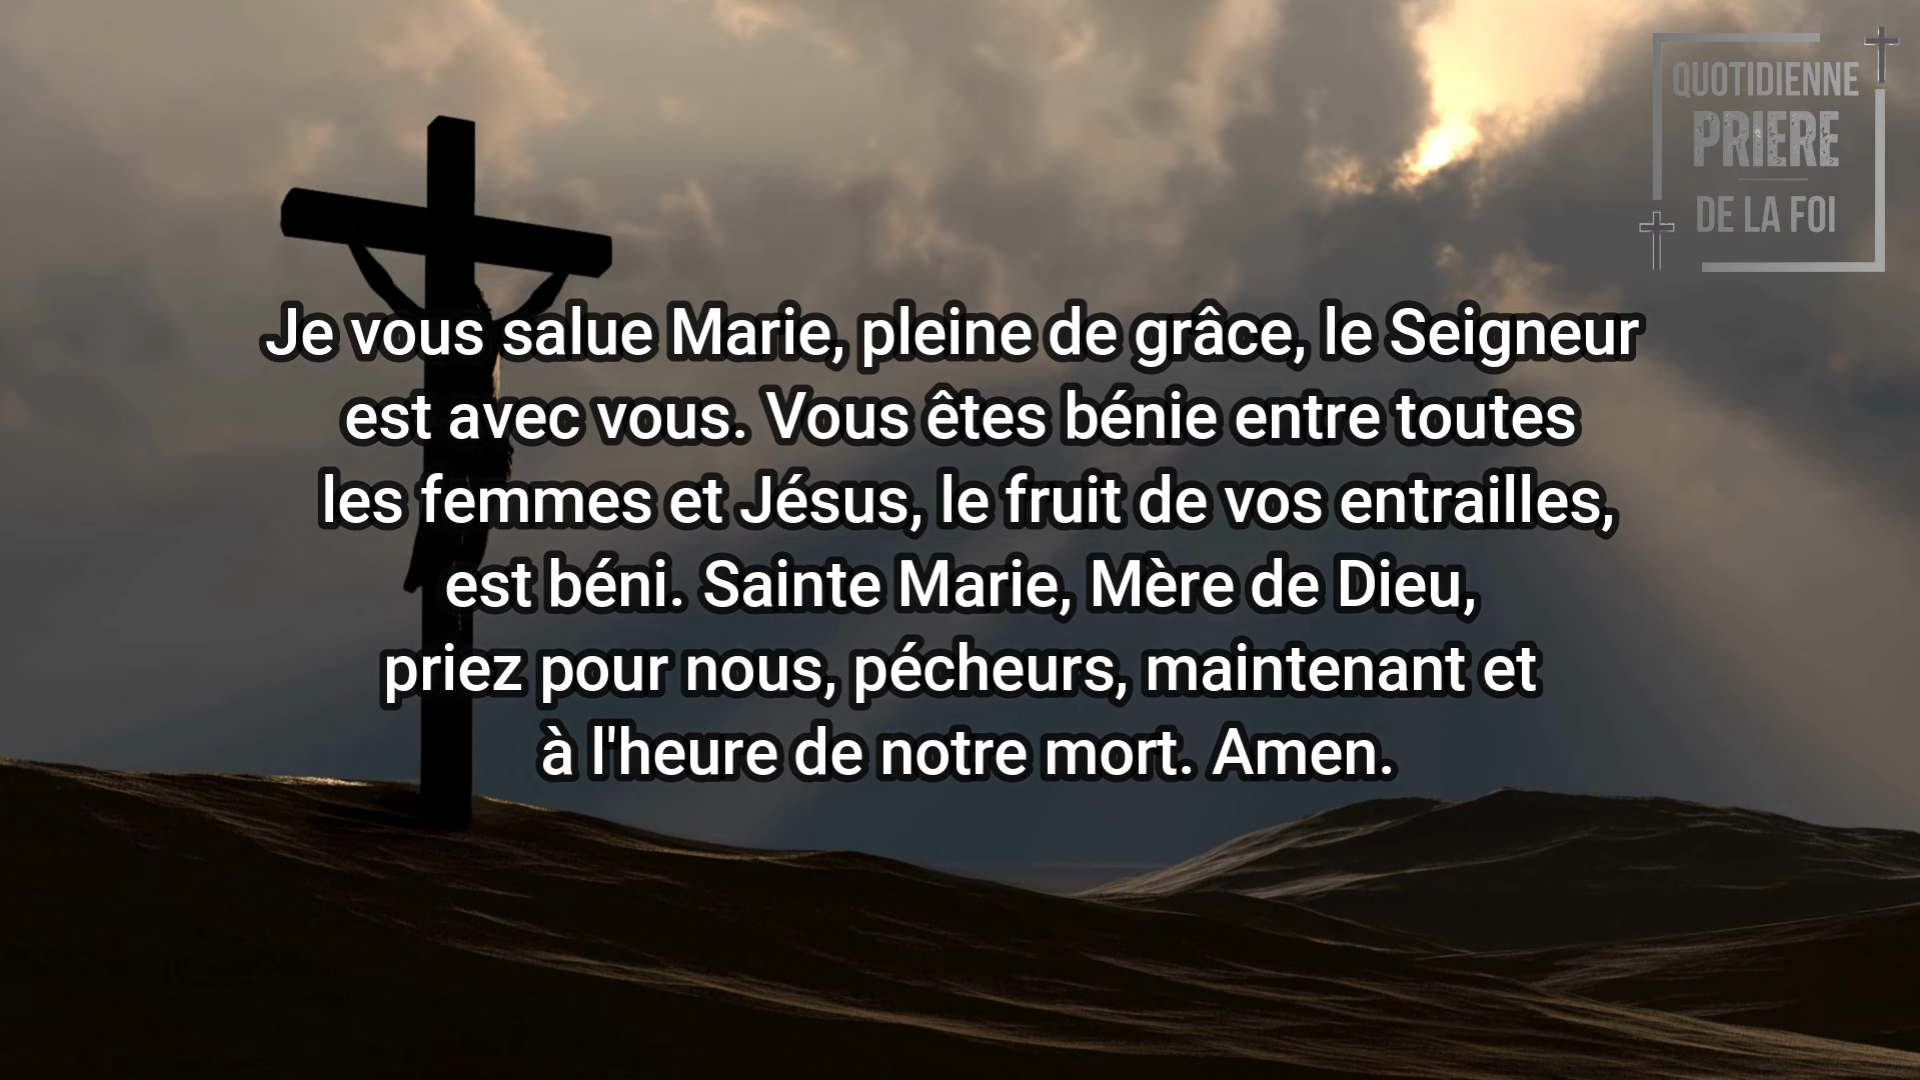 QUOTIDIENNE
PRIERE
DE LA FOI
Je vous salue Marie, pleine de grâce, le Seigneur
est avec vous. Vous êtes bénie entre toutes
les femmes et Jésus, le fruit de vos entrailles,
est béni. Sainte Marie, Mère de Dieu,
priez pour nous, pécheurs, maintenant et
à l'heure de notre mort. Amen.